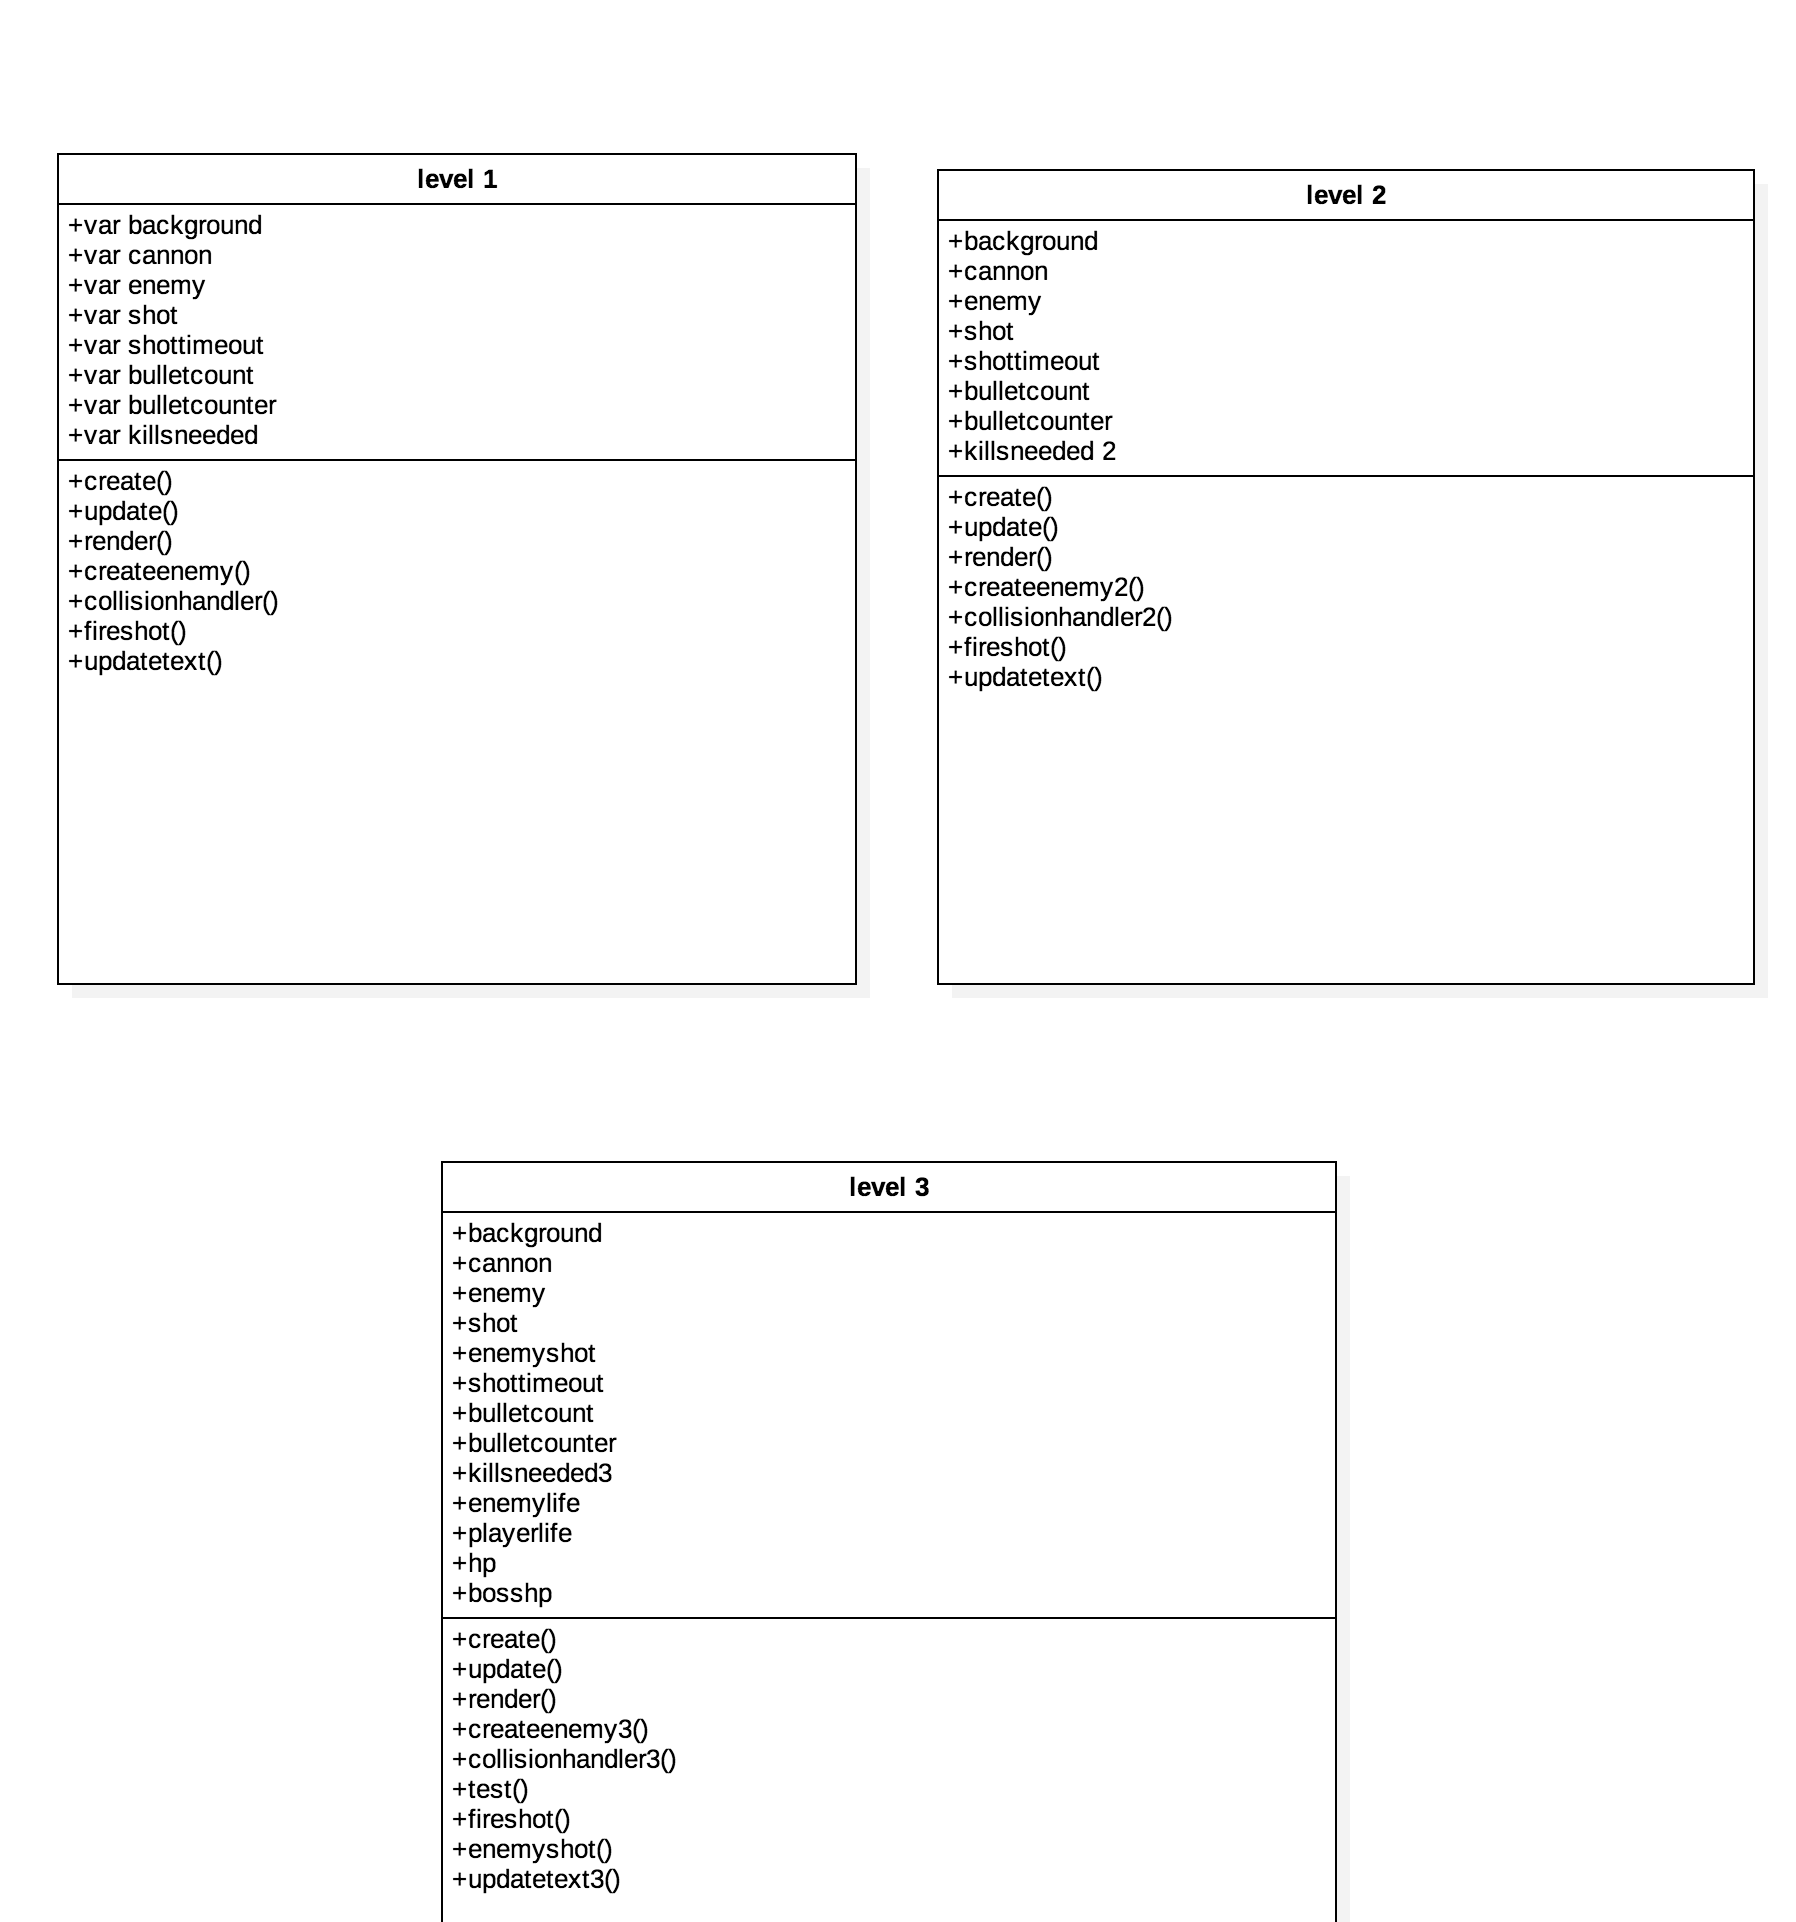 level 1
+var background
+var cannon
+var enemy
+var shot
+var shottimeout
+var bulletcount
+var bulletcounter
+var killsneeded
+create()
+update()
+render()
+createenemy()
+collisionhandler()
+fireshot()
+updatetext()
level 2
+background
+cannon
+enemy
+shot
+shottimeout
+bulletcount
+bulletcounter
+killsneeded 2
+create()
+update()
+render()
+createenemy2()
+collisionhandler2()
+fireshot()
+updatetext()
level 3
+background
+cannon
+enemy
+shot
+enemyshot
+shottimeout
+bulletcount
+bulletcounter
+killsneeded3
+enemylife
+playerlife
+hp
+bosshp
+create()
+update()
+render()
+createenemy3()
+collisionhandler3()
+test()
+fireshot()
+enemyshot()
+updatetext3()